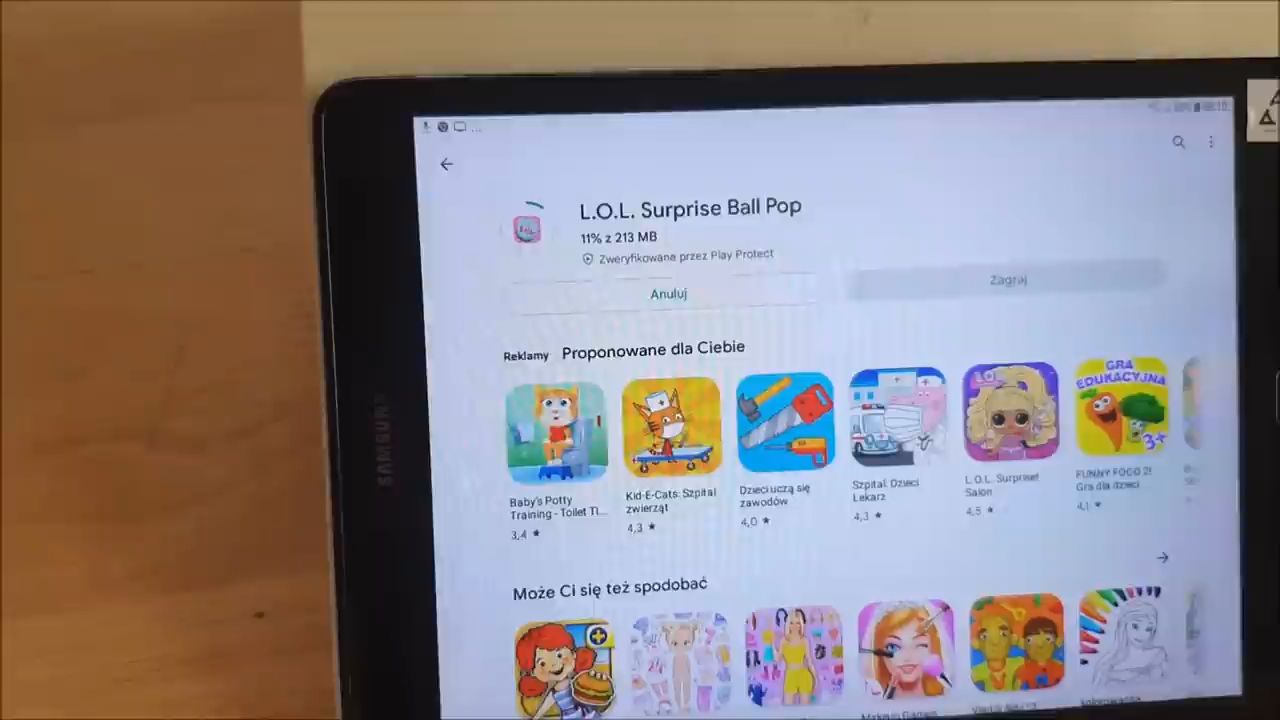 L.O.L. Surprise Ball Pop
11% z 213 MB
Zweryfikowana przez Play Protect
Anuluj
Zagraj
Reklamy Proponowane dla Ciebie
GRA
EDUKACYJNA
3+
Baby's Potty
Training - Toilet Ti...
3,4 ★
Kid-E-Cats: Szpital
zwierząt
4,3 ★
Dzieci uczą się
zawodów
4,0 ★
Szpital: Dzieci
Lekarz
4,3 ★
L.O.L. Surprise!
Salon
4,5 ★
FUNNY FOOD 2!
Gra dla dzieci
4,1 ★
SAMSUNG
Może Ci się też spodobać